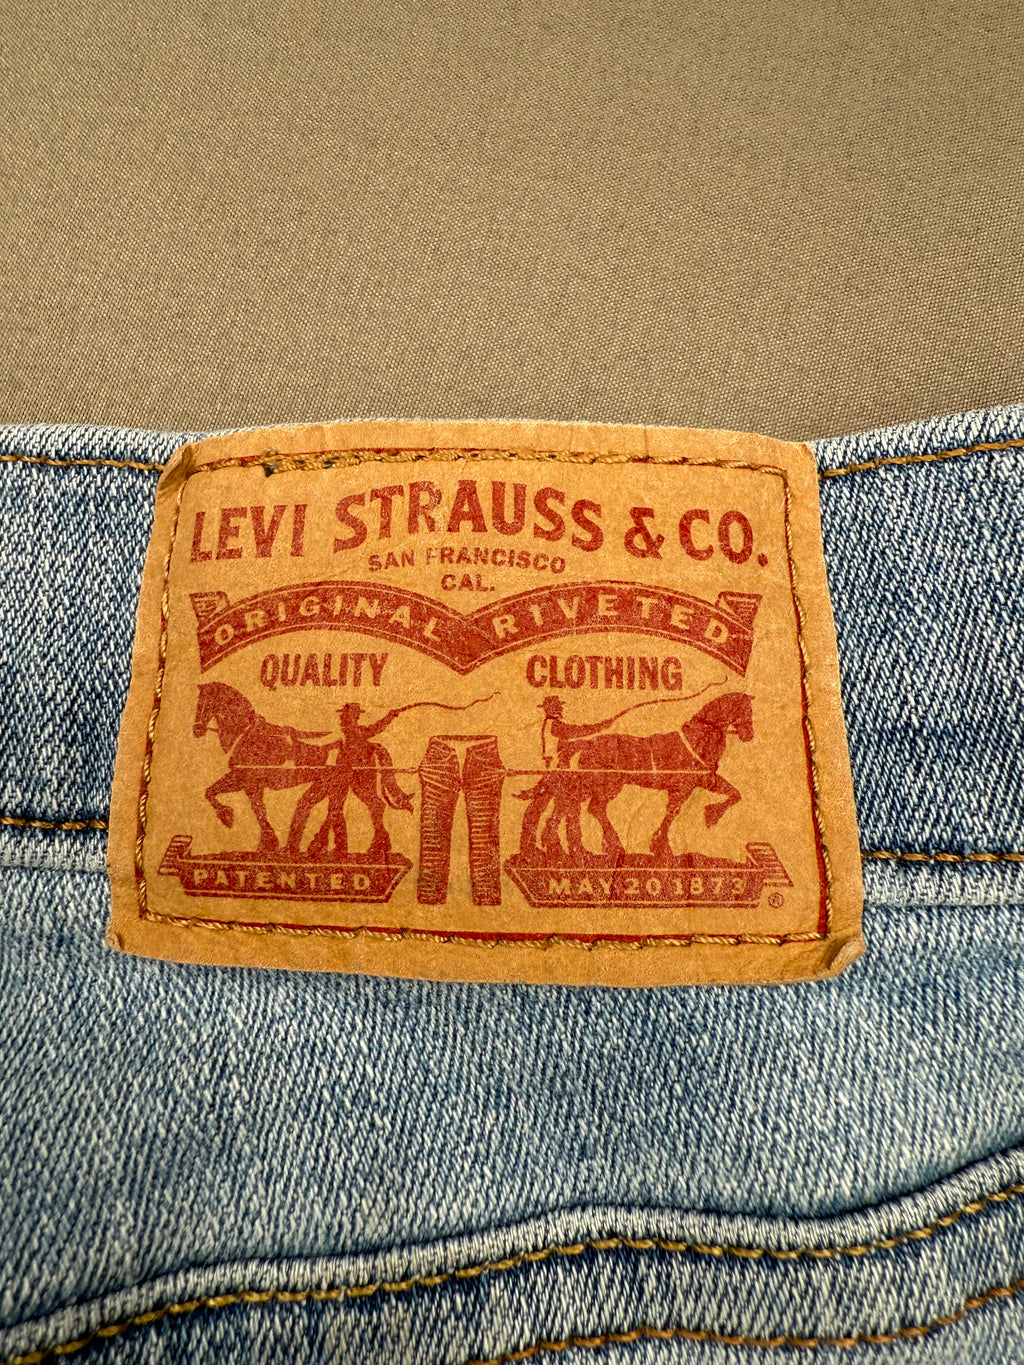 LEVI STRAUSS & CO.
SAN FRANCISCO
CAL.
ORIGINAL RIVETED
QUALITY CLOTHING
PATENTED MAY 20 1873 ®